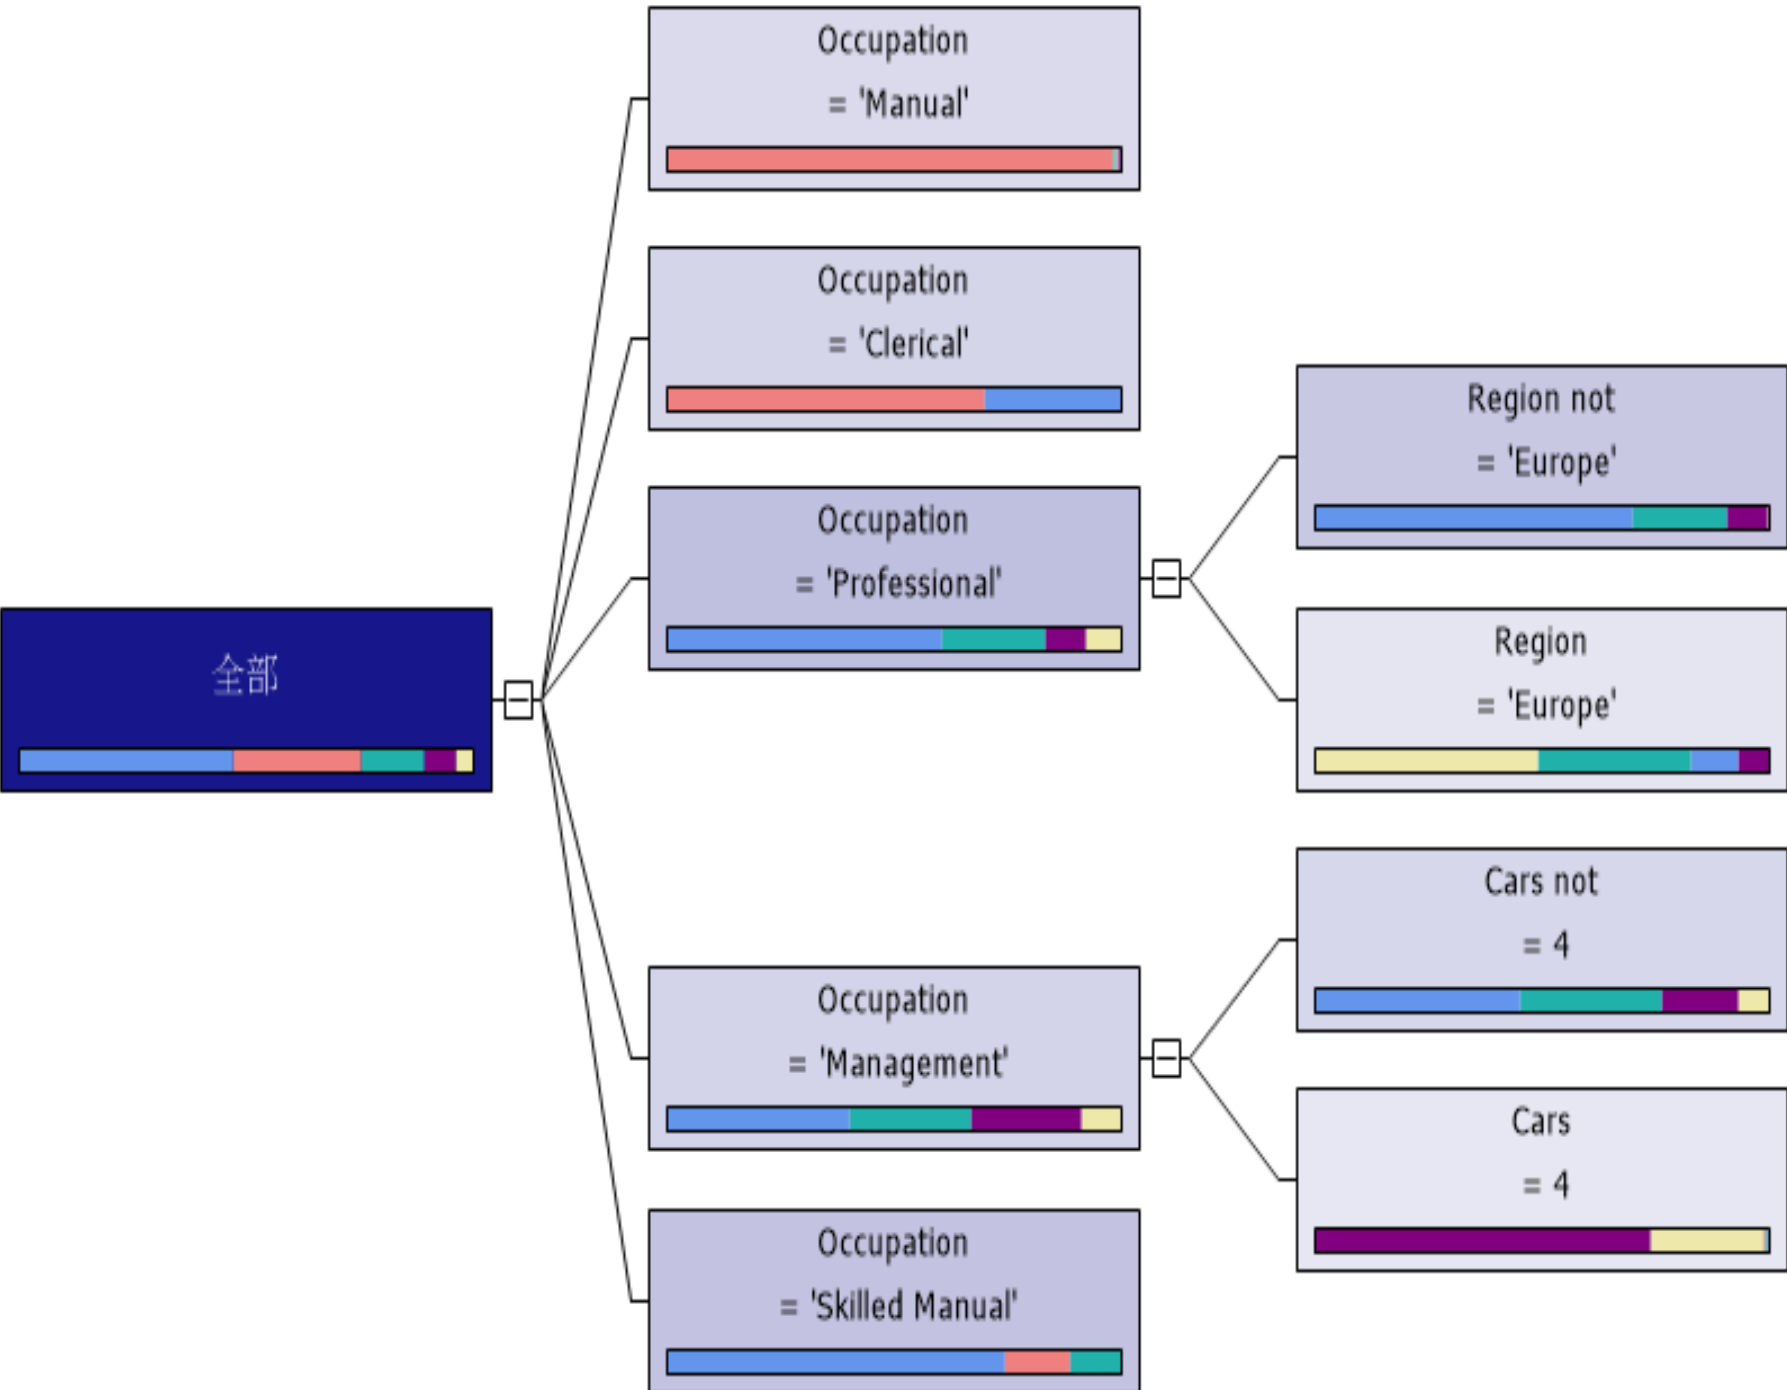 Occupation
= 'Manual'
Occupation
= 'Clerical'
Region not
= 'Europe'
Occupation
= 'Professional'
全部
Region
= 'Europe'
Cars not
= 4
Occupation
= 'Management'
Cars
= 4
Occupation
= 'Skilled Manual'